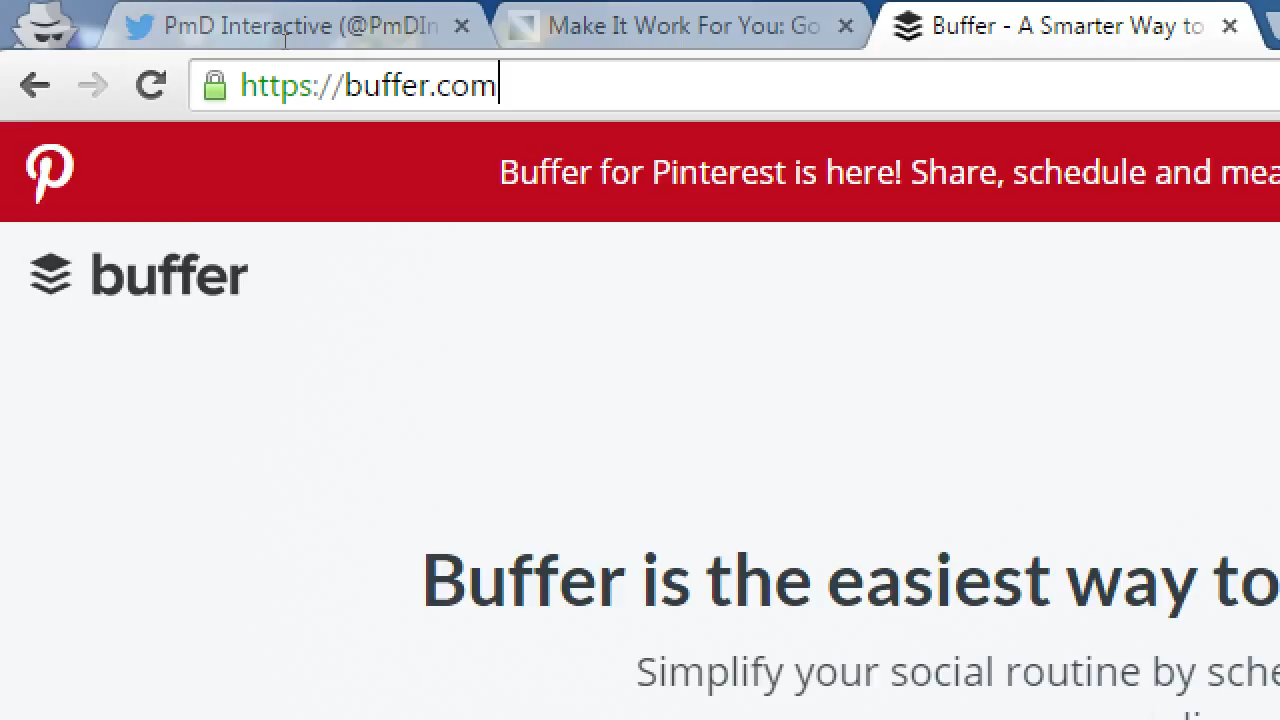 PmD Interactive (@PmDIn
Make It Work For You: Go
Buffer - A Smarter Way to
https://buffer.com
Buffer for Pinterest is here! Share, schedule and mea
buffer
Buffer is the easiest way to
Simplify your social routine by sche